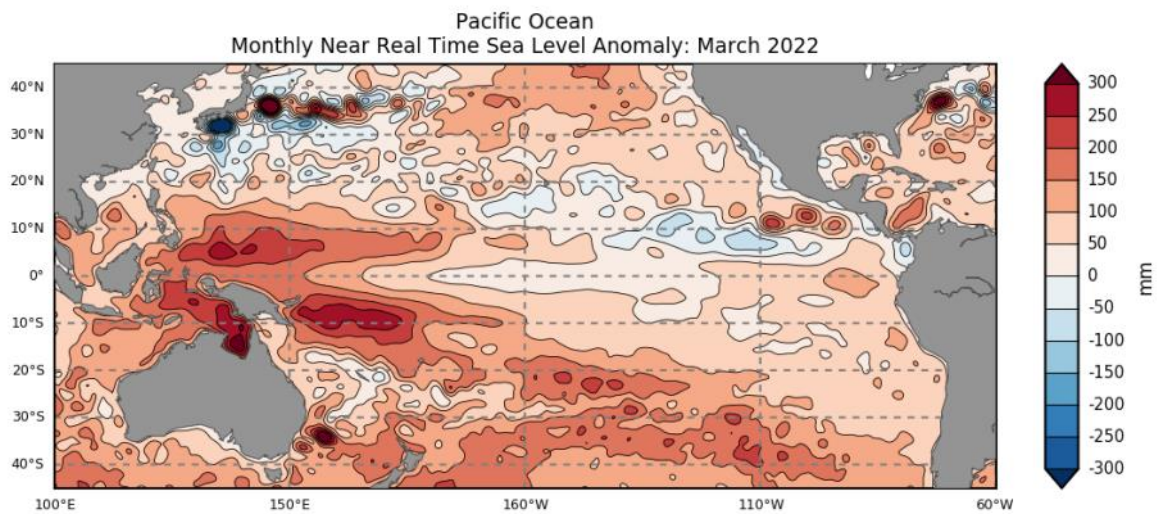 Pacific Ocean
Monthly Near Real Time Sea Level Anomaly: March 2022
40°N
30°N
20°N
10°N
0°
10°S
20°S
30°S
40°S
100°E
150°E
160°W
110°W
60°W
300
250
200
150
100
50
0
-50
-100
-150
-200
-250
-300
mm